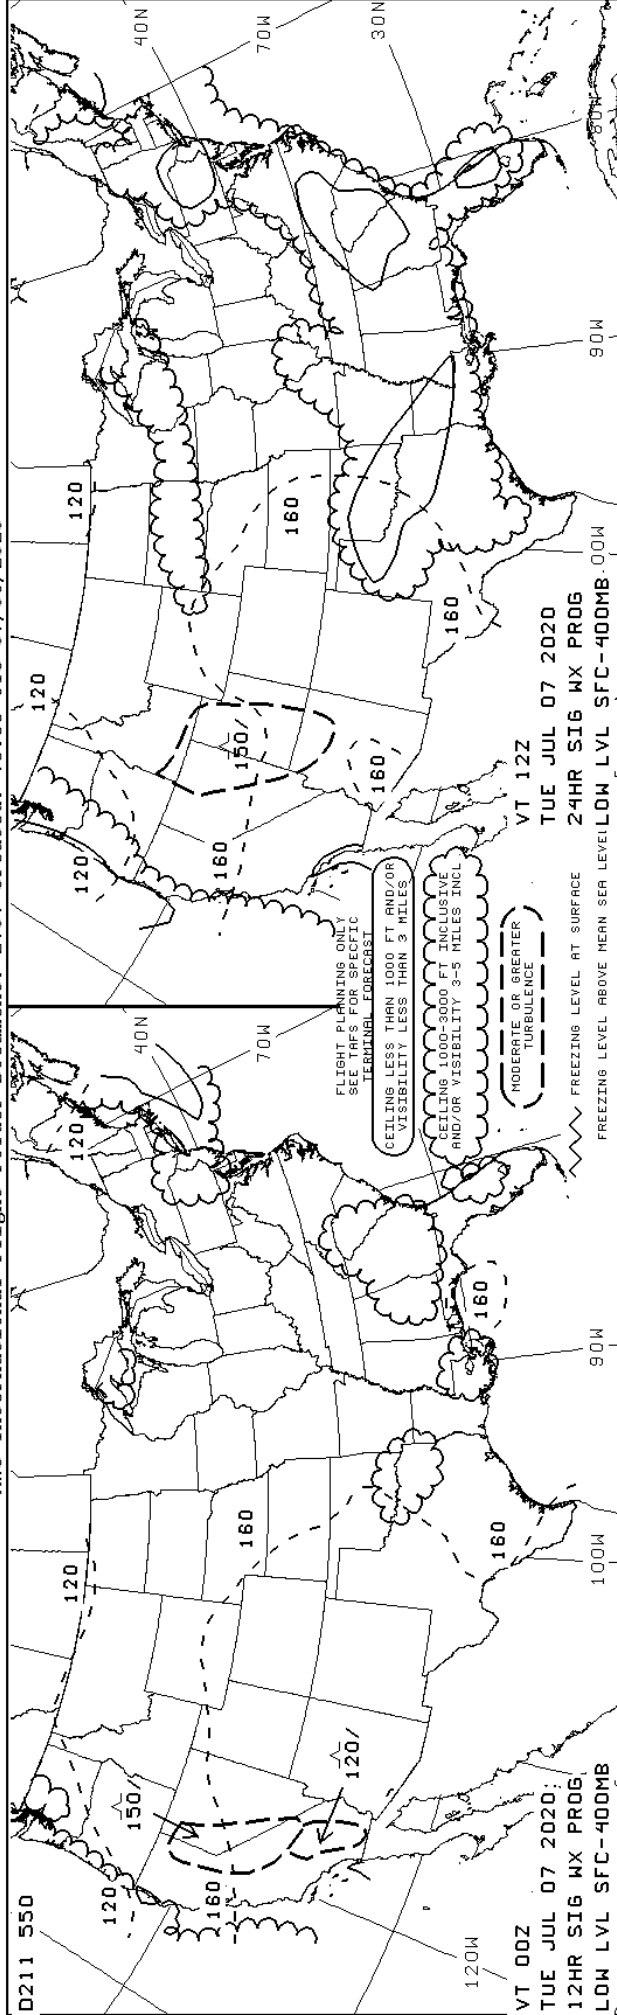 D211 550
120
160
150/
120/
120
160
160
160
120
40N
70W
90W
100W
120W
VT 00Z
TUE JUL 07 2020
12HR SIG WX PROG
LOW LVL SFC-400MB
FLIGHT PLANNING ONLY
SEE TAFS FOR SPECFIC
TERMINAL FORECAST
CEILING LESS THAN 1000 FT AND/OR
VISIBILITY LESS THAN 3 MILES
CEILING 1000-3000 FT INCLUSIVE
AND/OR VISIBILITY 3-5 MILES INCL
MODERATE OR GREATER
TURBULENCE
FREEZING LEVEL AT SURFACE
FREEZING LEVEL ABOVE MEAN SEA LEVEL
120
160
120
150/
160
120
160
160
40N
70W
30N
80W
90W
00W
VT 12Z
TUE JUL 07 2020
24HR SIG WX PROG
LOW LVL SFC-400MB